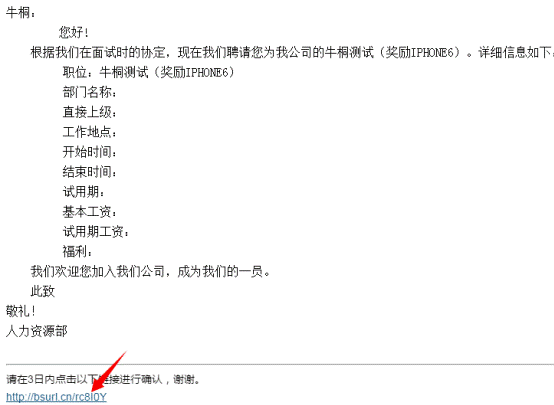 牛桐：
您好！
根据我们在面试时的协定，现在我们聘请您为我公司的牛桐测试（奖励IPHONE6）。详细信息如下。
职位：牛桐测试（奖励IPHONE6）
部门名称：
直接上级：
工作地点：
开始时间：
结束时间：
试用期：
基本工资：
试用期工资：
福利：
我们欢迎您加入我们公司，成为我们的一员。
此致
敬礼！
人力资源部
请在3日内点击以下链接进行确认，谢谢。
http://bsurl.cn/rc8I0Y